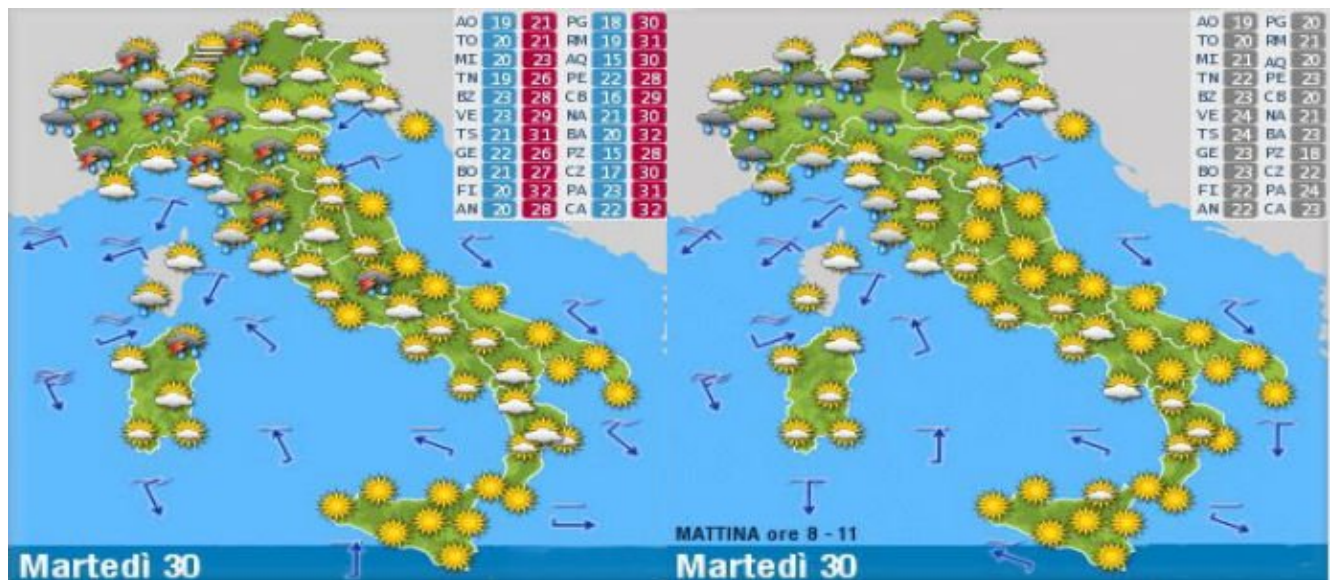 AO 19 21 PG 18 30
TO 20 21 RM 19 31
MI 20 23 AQ 15 30
TN 19 26 PE 22 28
BZ 23 28 CB 16 29
VE 23 29 NA 21 30
TS 21 31 BA 20 32
GE 22 26 PZ 15 28
BO 21 27 CZ 17 30
FI 20 32 PA 23 31
AN 20 28 CA 22 32
Martedì 30
AO 19 PG 20
TO 20 RM 21
MI 21 AQ 20
TN 22 PE 23
BZ 23 CB 20
VE 24 NA 21
TS 24 BA 23
GE 23 PZ 18
BO 23 CZ 22
FI 22 PA 24
AN 22 CA 23
MATTINA ore 8 - 11
Martedì 30